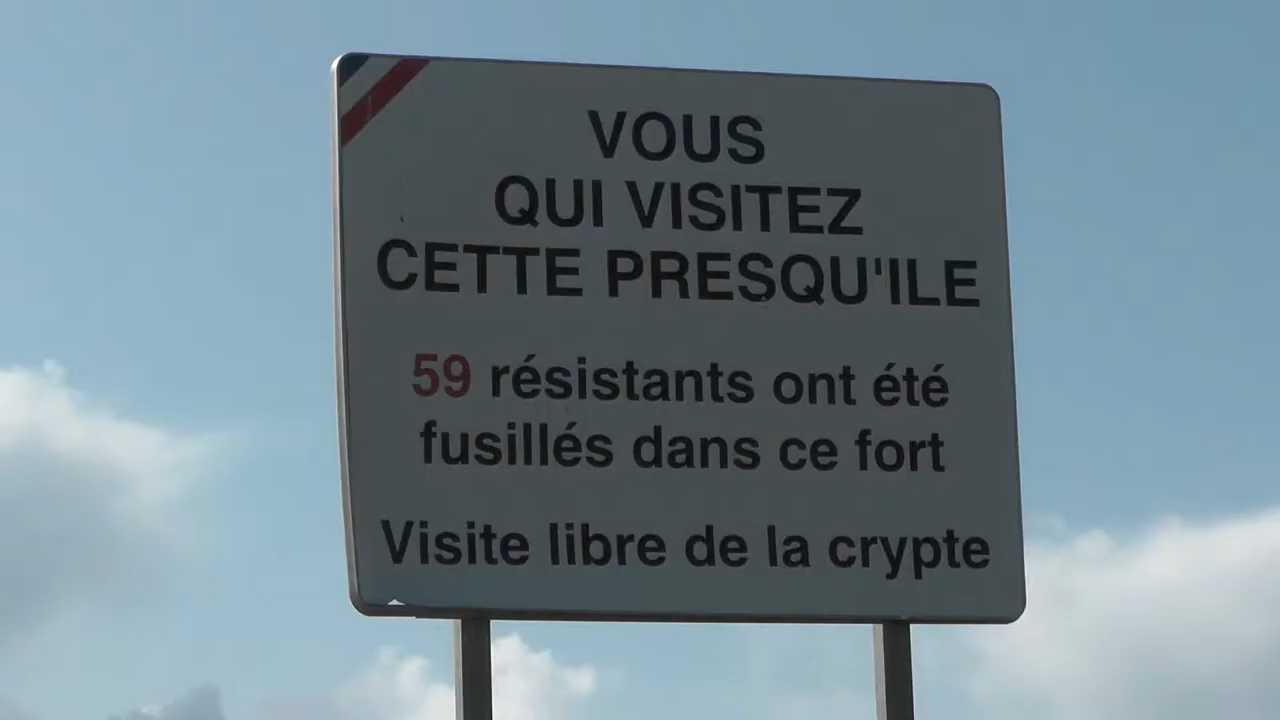 VOUS
QUI VISITEZ
CETTE PRESQU'ILE
59 résistants ont été
fusillés dans ce fort
Visite libre de la crypte